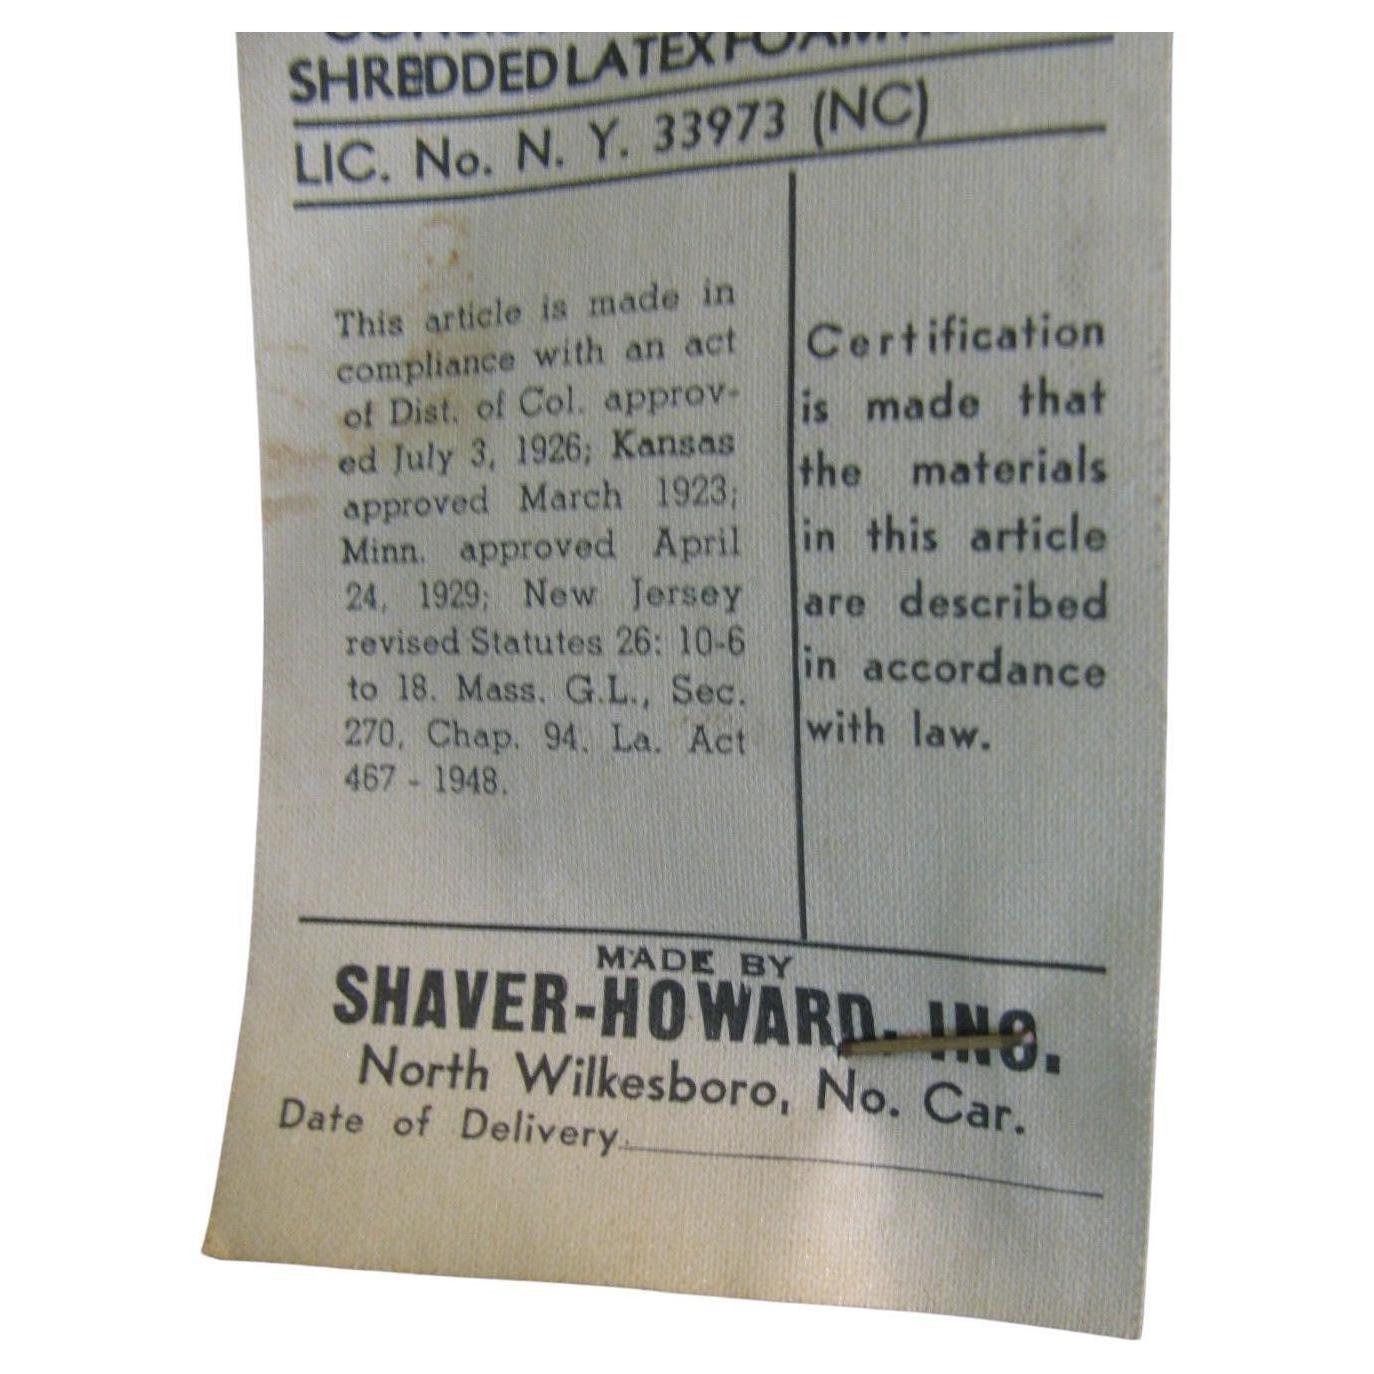 SHREDDED LATEX FOAM
LIC. No. N. Y. 33973 (NC)
This article is made in
compliance with an act
of Dist. of Col. approv-
ed July 3, 1926; Kansas
approved March 1923;
Minn. approved April
24, 1929; New Jersey
revised Statutes 26: 10-6
to 18. Mass. G.L., Sec.
270, Chap. 94. La. Act
467 - 1948.
Certification
is made that
the materials
in this article
are described
in accordance
with law.
MADE BY
SHAVER-HOWARD, INC.
North Wilkesboro, No. Car.
Date of Delivery